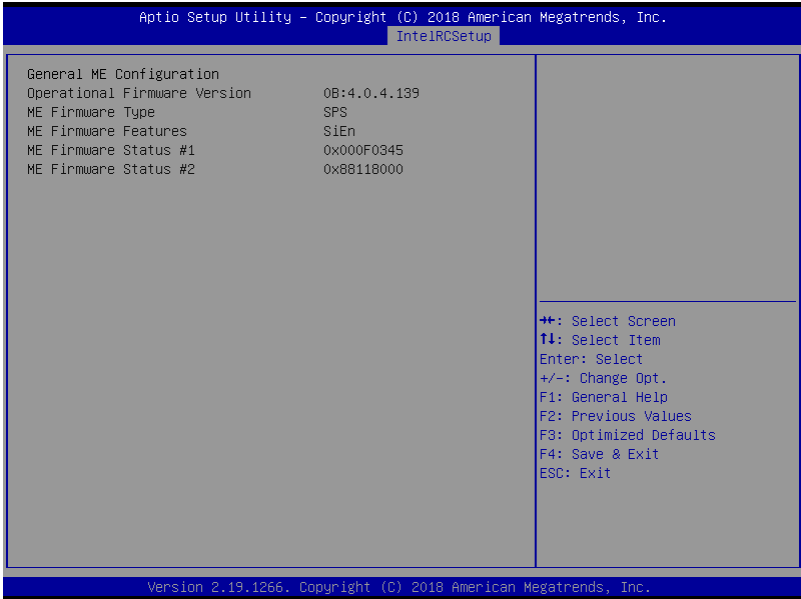 Aptio Setup Utility – Copyright (C) 2018 American Megatrends, Inc.
IntelRCSetup
General ME Configuration
Operational Firmware Version 0B:4.0.4.139
ME Firmware Type SPS
ME Firmware Features SiEn
ME Firmware Status #1 0x000F0345
ME Firmware Status #2 0x88118000
→←: Select Screen
↑↓: Select Item
Enter: Select
+/-: Change Opt.
F1: General Help
F2: Previous Values
F3: Optimized Defaults
F4: Save & Exit
ESC: Exit
Version 2.19.1266. Copyright (C) 2018 American Megatrends, Inc.